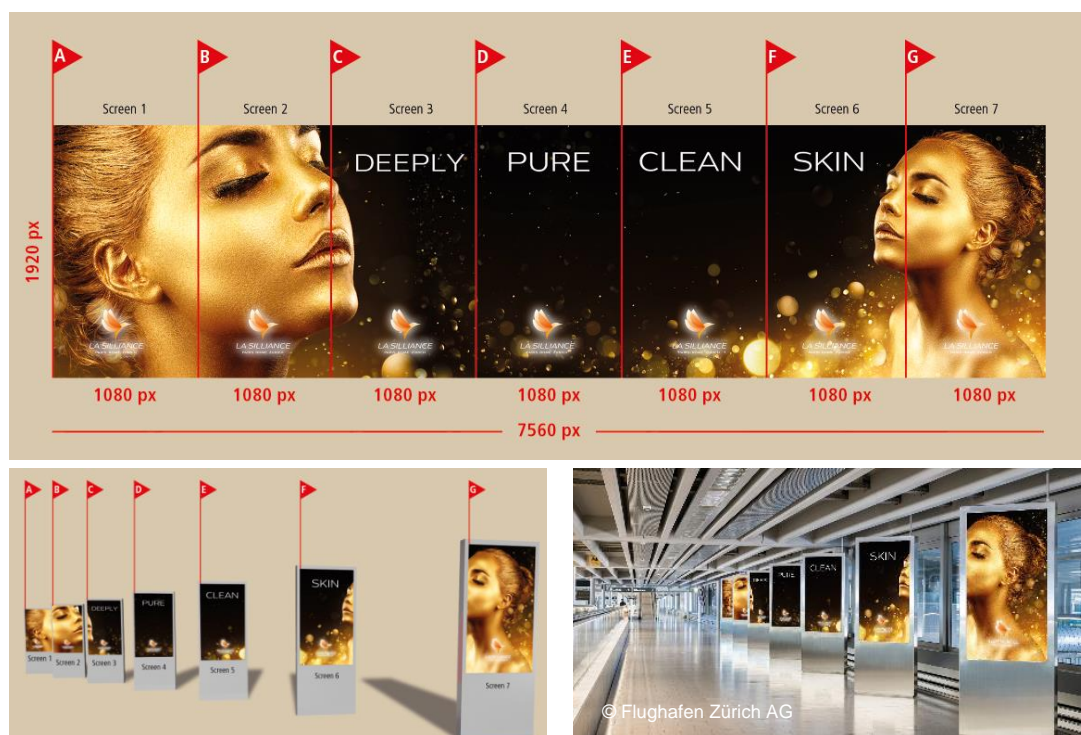 A B C D E F G
Screen 1 Screen 2 Screen 3 Screen 4 Screen 5 Screen 6 Screen 7
DEEPLY PURE CLEAN SKIN
1920 px
LA SILLIANCE LA SILLIANCE LA SILLIANCE LA SILLIANCE LA SILLIANCE LA SILLIANCE LA SILLIANCE
1080 px 1080 px 1080 px 1080 px 1080 px 1080 px 1080 px
7560 px
A B C D E F G
DEEPLY PURE CLEAN SKIN
Screen 1 Screen 2 Screen 3 Screen 4 Screen 5 Screen 6 Screen 7
PURE CLEAN SKIN
© Flughafen Zürich AG